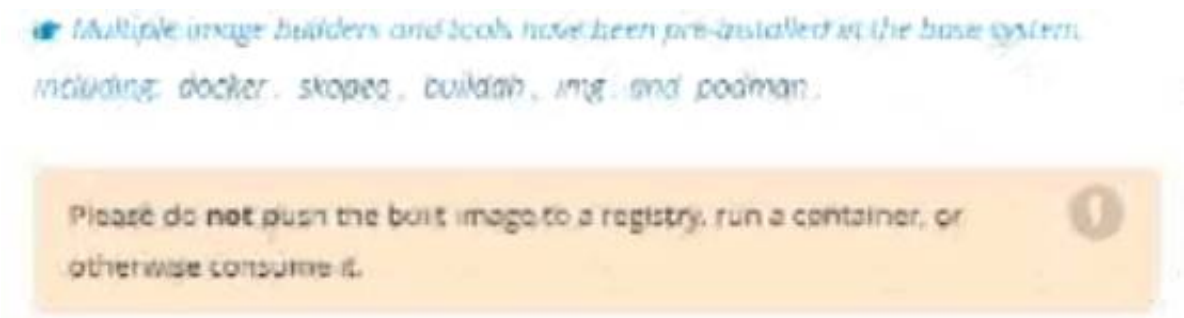 Multiple image builders and tools have been pre-installed in the base system,
including: docker, skopeo, buildah, img, and podman.
Please do not push the built image to a registry, run a container, or
otherwise consume it.